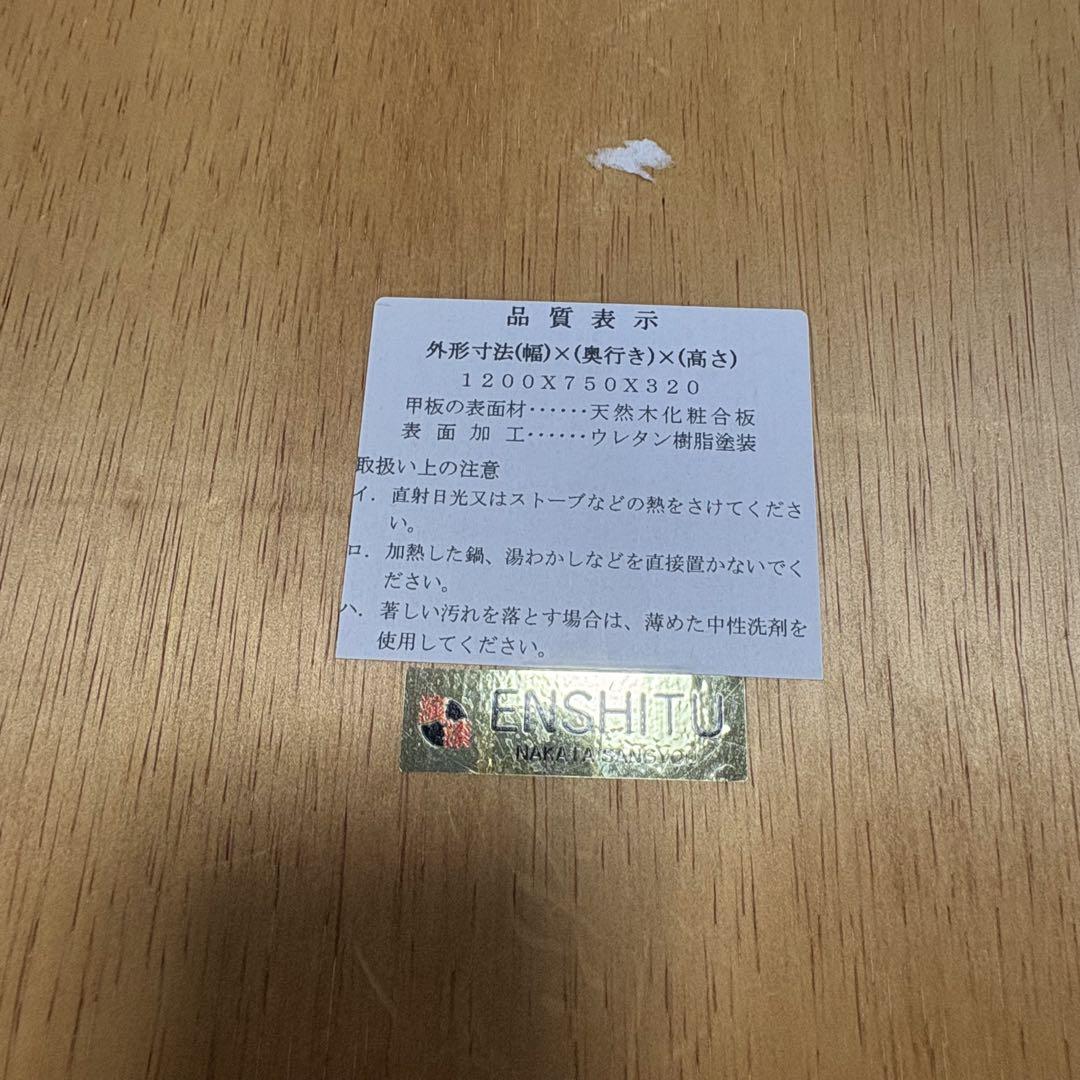 品質表示
外形寸法(幅)×(奥行き)×(高さ)
1200X750X320
甲板の表面材‥‥‥天然木化粧合板
表面加工‥‥‥ウレタン樹脂塗装
取扱い上の注意
イ．直射日光又はストーブなどの熱をさけてくださ
い。
ロ．加熱した鍋、湯わかしなどを直接置かないでく
ださい。
ハ．著しい汚れを落とす場合は、薄めた中性洗剤を
使用してください。
ENSHITU
NAKATA SANGYOU